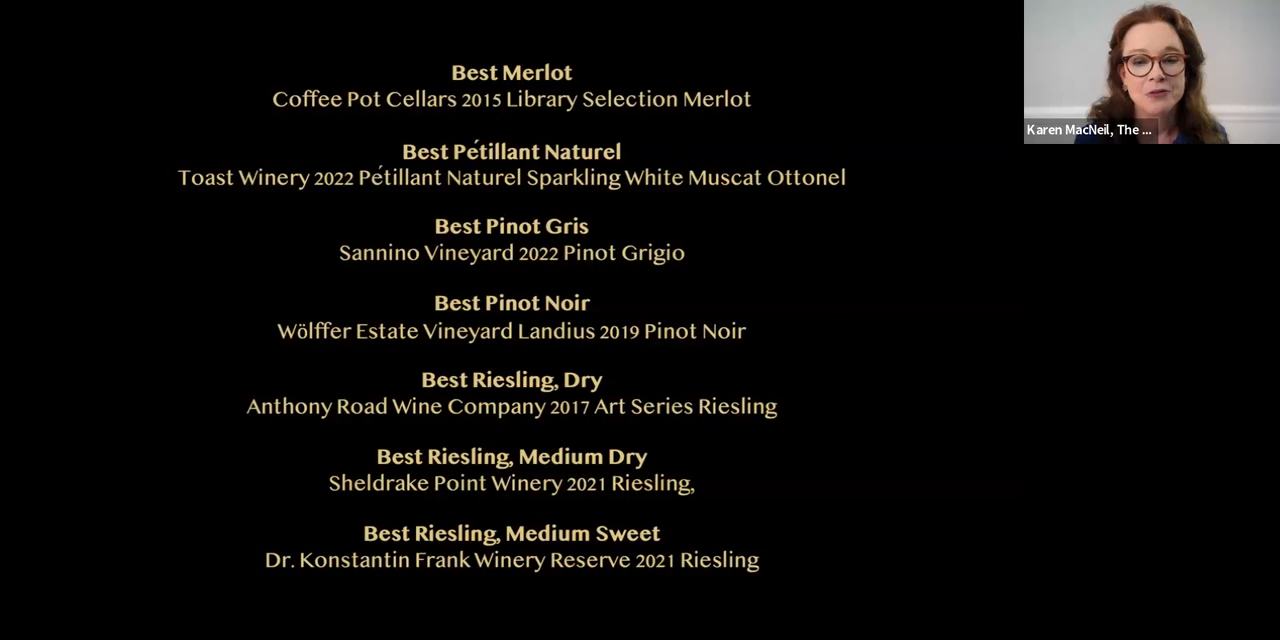 Best Merlot
Coffee Pot Cellars 2015 Library Selection Merlot
Best Pétillant Naturel
Toast Winery 2022 Pétillant Naturel Sparkling White Muscat Ottonel
Best Pinot Gris
Sannino Vineyard 2022 Pinot Grigio
Best Pinot Noir
Wölffer Estate Vineyard Landius 2019 Pinot Noir
Best Riesling, Dry
Anthony Road Wine Company 2017 Art Series Riesling
Best Riesling, Medium Dry
Sheldrake Point Winery 2021 Riesling,
Best Riesling, Medium Sweet
Dr. Konstantin Frank Winery Reserve 2021 Riesling
Karen MacNeil, The ...